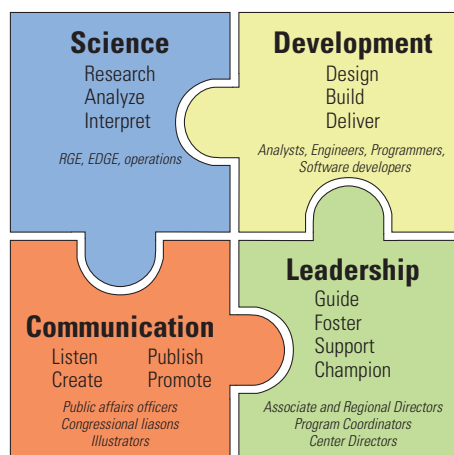 Science
Research
Analyze
Interpret
RGE, EDGE, operations
Development
Design
Build
Deliver
Analysts, Engineers, Programmers,
Software developers
Communication
Listen Publish
Create Promote
Public affairs officers
Congressional liasons
Illustrators
Leadership
Guide
Foster
Support
Champion
Associate and Regional Directors
Program Coordinators
Center Directors